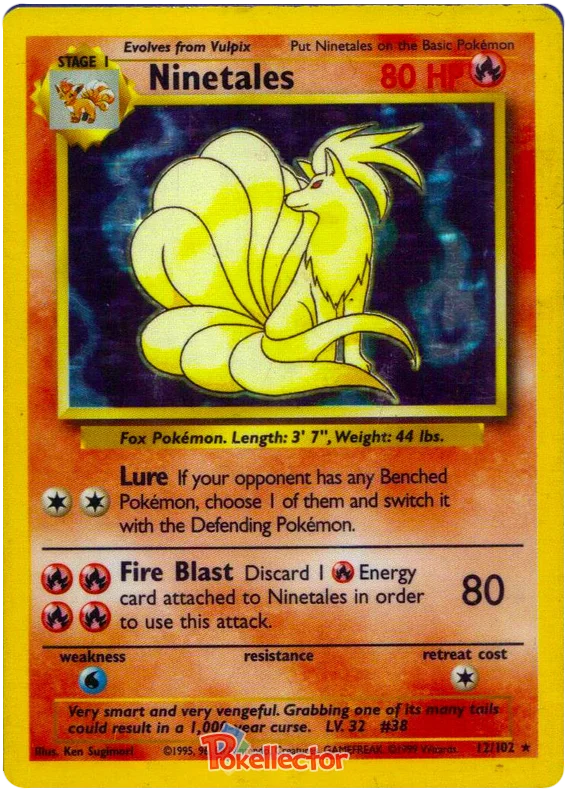 Evolves from Vulpix Put Ninetales on the Basic Pokémon
STAGE 1
Ninetales 80 HP
Fox Pokémon. Length: 3' 7", Weight: 44 lbs.
Lure If your opponent has any Benched
Pokémon, choose 1 of them and switch it
with the Defending Pokémon.
Fire Blast Discard 1 Energy
card attached to Ninetales in order
to use this attack.
80
weakness resistance retreat cost
Very smart and very vengeful. Grabbing one of its many tails
could result in a 1,000-year curse. LV. 32 #38
Illus. Ken Sugimori ©1995, GAMEFREAK. ©1999 Wizards. 12/102
Pokellector